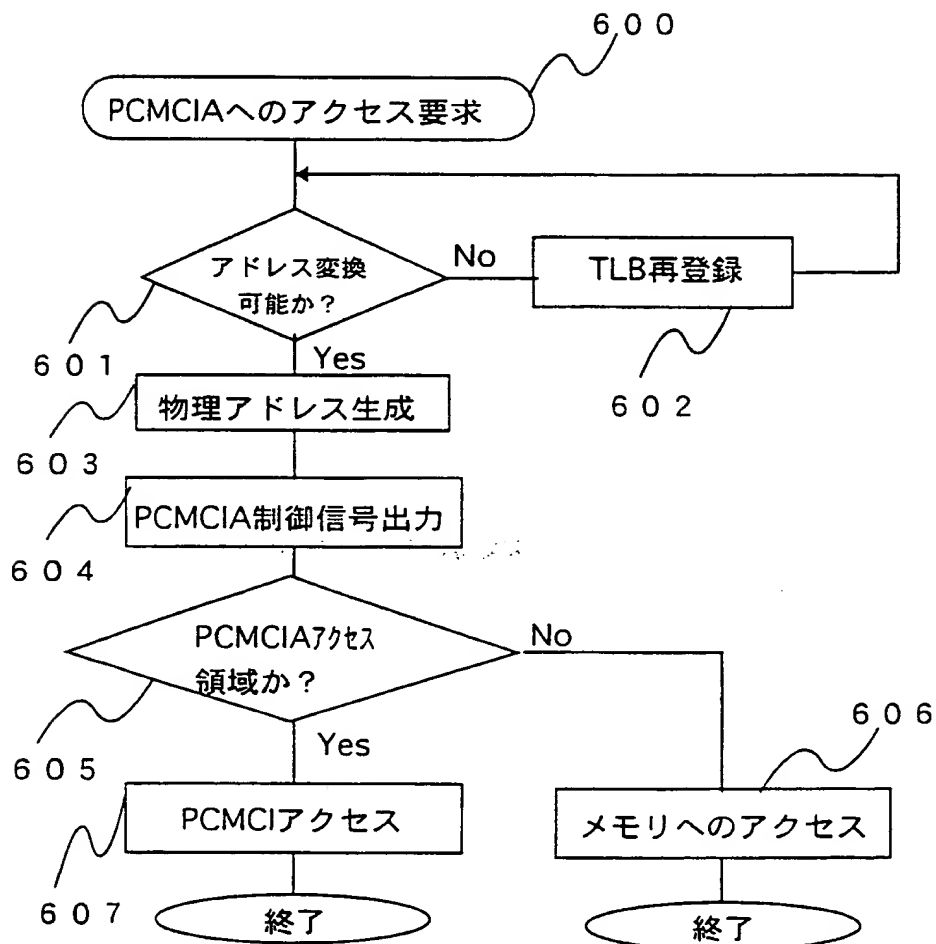 ６００
PCMCIAへのアクセス要求
アドレス変換
可能か？
No
TLB再登録
６０１
Yes
６０２
物理アドレス生成
６０３
PCMCIA制御信号出力
６０４
PCMCIAｱｸｾｽ
領域か？
No
６０５
Yes
６０６
PCMCIアクセス
メモリへのアクセス
６０７
終了
終了